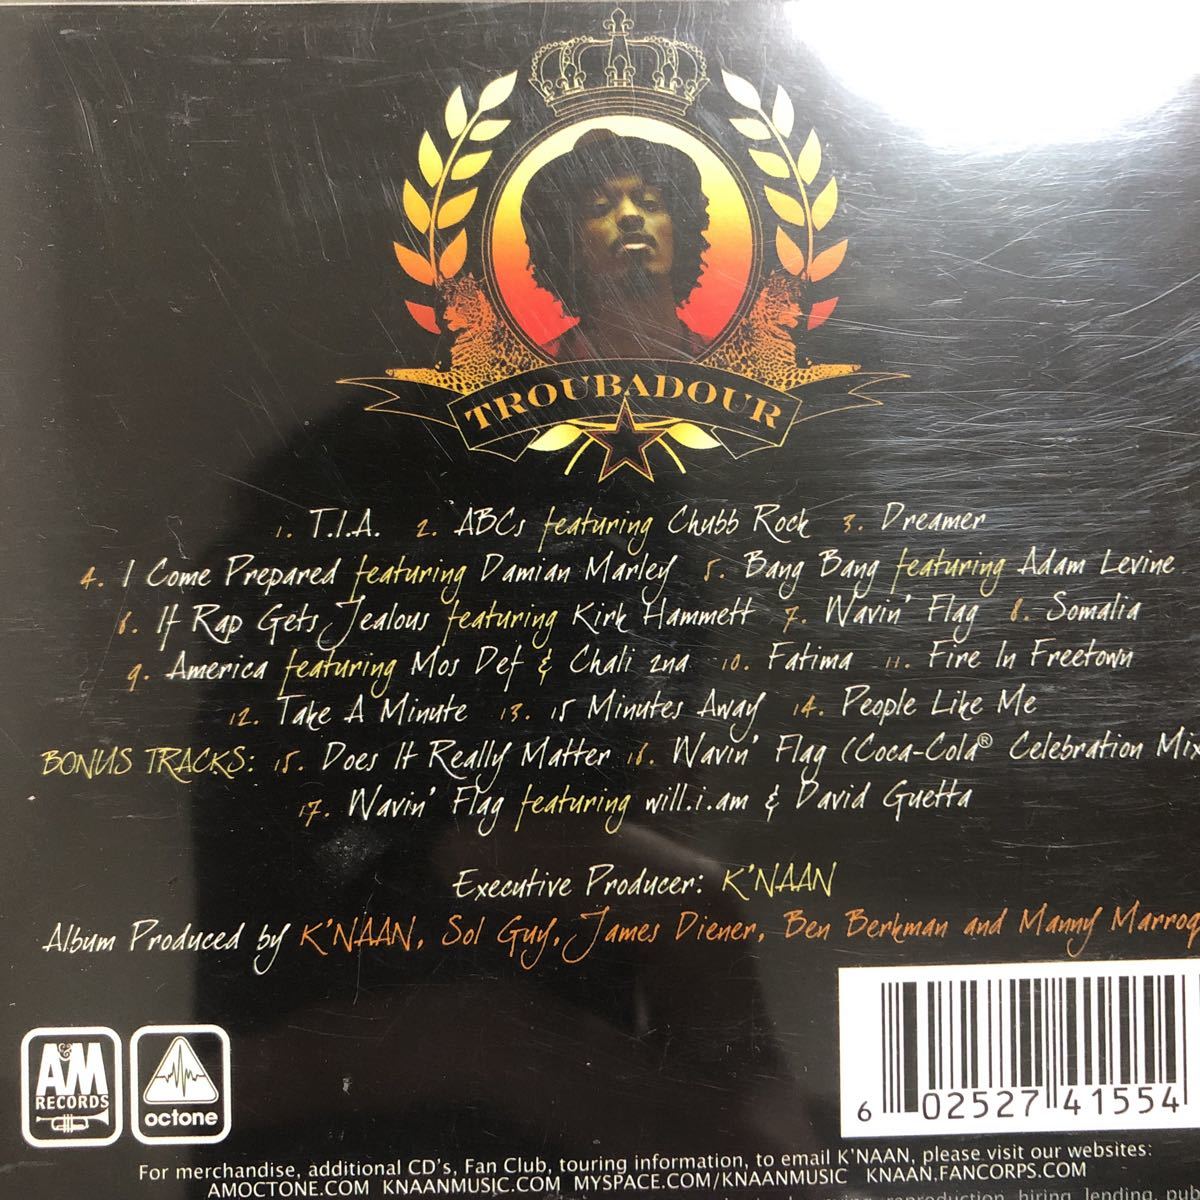 TROUBADOUR
1. T.I.A. 2. ABCs featuring Chubb Rock 3. Dreamer
4. I Come Prepared featuring Damian Marley 5. Bang Bang featuring Adam Levine
6. If Rap Gets Jealous featuring Kirk Hammett 7. Wavin' Flag 8. Somalia
9. America featuring Mos Def & Chali 2na 10. Fatima 11. Fire In Freetown
12. Take A Minute 13. 15 Minutes Away 14. People Like Me
BONUS TRACKS: 15. Does It Really Matter 16. Wavin' Flag (Coca-Cola® Celebration Mix
17. Wavin' Flag featuring will.i.am & David Guetta
Executive Producer: K'NAAN
Album Produced by K'NAAN, Sol Guy, James Diener, Ben Berkman and Manny Marroq
A&M
RECORDS
octone
6 02527 41554
For merchandise, additional CD's, Fan Club, touring information, to email K'NAAN, please visit our websites:
AMOCTONE.COM KNAANMUSIC.COM MYSPACE.COM/KNAANMUSIC KNAAN.FANCORPS.COM
reproduction, hiring, lending, pub